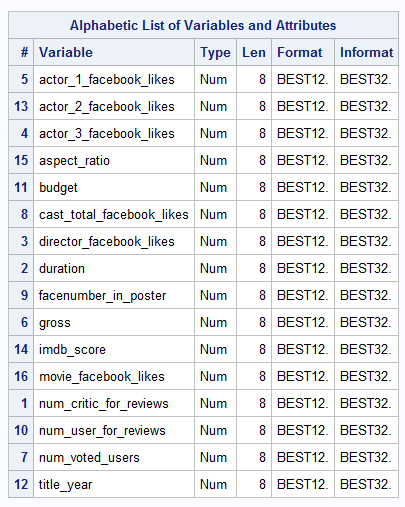 Alphabetic List of Variables and Attributes
# Variable Type Len Format Informat
5 actor_1_facebook_likes Num 8 BEST12. BEST32.
13 actor_2_facebook_likes Num 8 BEST12. BEST32.
4 actor_3_facebook_likes Num 8 BEST12. BEST32.
15 aspect_ratio Num 8 BEST12. BEST32.
11 budget Num 8 BEST12. BEST32.
8 cast_total_facebook_likes Num 8 BEST12. BEST32.
3 director_facebook_likes Num 8 BEST12. BEST32.
2 duration Num 8 BEST12. BEST32.
9 facenumber_in_poster Num 8 BEST12. BEST32.
6 gross Num 8 BEST12. BEST32.
14 imdb_score Num 8 BEST12. BEST32.
16 movie_facebook_likes Num 8 BEST12. BEST32.
1 num_critic_for_reviews Num 8 BEST12. BEST32.
10 num_user_for_reviews Num 8 BEST12. BEST32.
7 num_voted_users Num 8 BEST12. BEST32.
12 title_year Num 8 BEST12. BEST32.